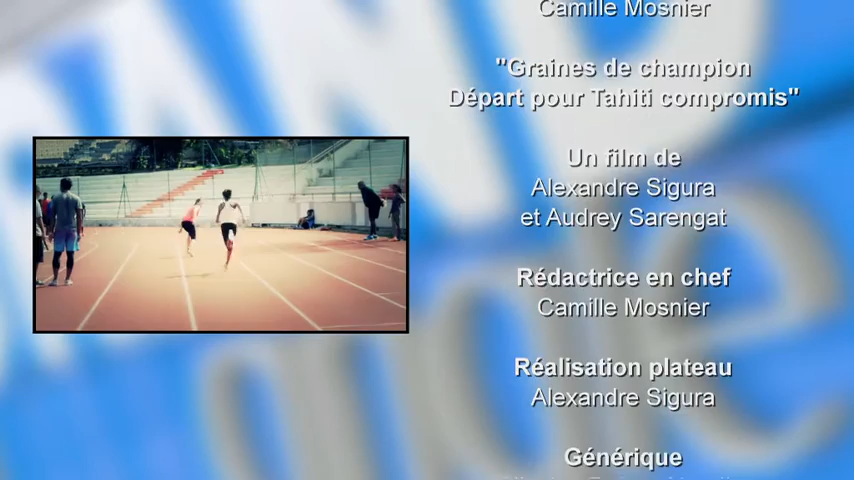 Camille Mosnier
"Graines de champion
Départ pour Tahiti compromis"
Un film de
Alexandre Sigura
et Audrey Sarengat
Rédactrice en chef
Camille Mosnier
Réalisation plateau
Alexandre Sigura
Générique